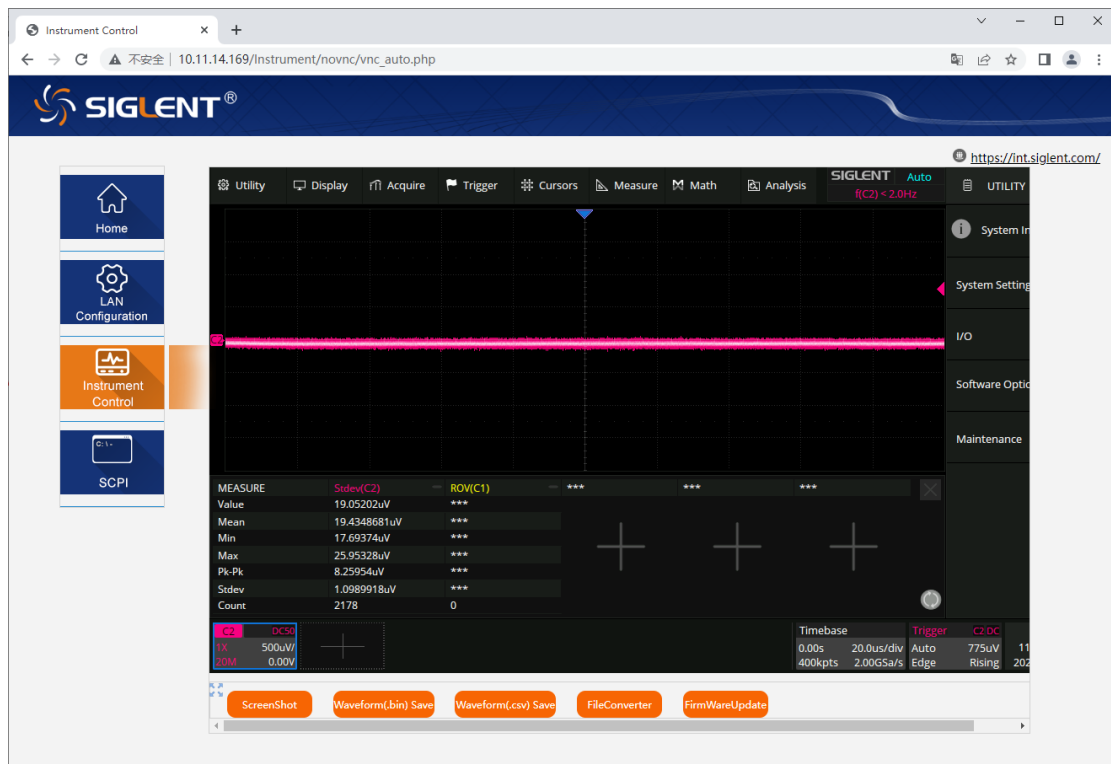 Instrument Control
不安全 | 10.11.14.169/Instrument/novnc/vnc_auto.php
SIGLENT®
https://int.siglent.com/
Home
LAN
Configuration
Instrument
Control
C:\-
SCPI
Utility Display Acquire Trigger Cursors Measure Math Analysis
SIGLENT Auto
f(C2) < 2.0Hz
UTILITY
System In
System Setting
I/O
Software Optio
Maintenance
C2
MEASURE Stdev(C2) ROV(C1) *** *** ***
Value 19.05202uV ***
Mean 19.4348681uV ***
Min 17.69374uV ***
Max 25.95328uV ***
Pk-Pk 8.25954uV ***
Stdev 1.0989918uV ***
Count 2178 0
C2 DC50
1X 500uV/
20M 0.00V
Timebase
0.00s 20.0us/div
400kpts 2.00GSa/s
Trigger C2 DC
Auto 775uV
Edge Rising
11
202
ScreenShot Waveform(.bin) Save Waveform(.csv) Save FileConverter FirmWareUpdate